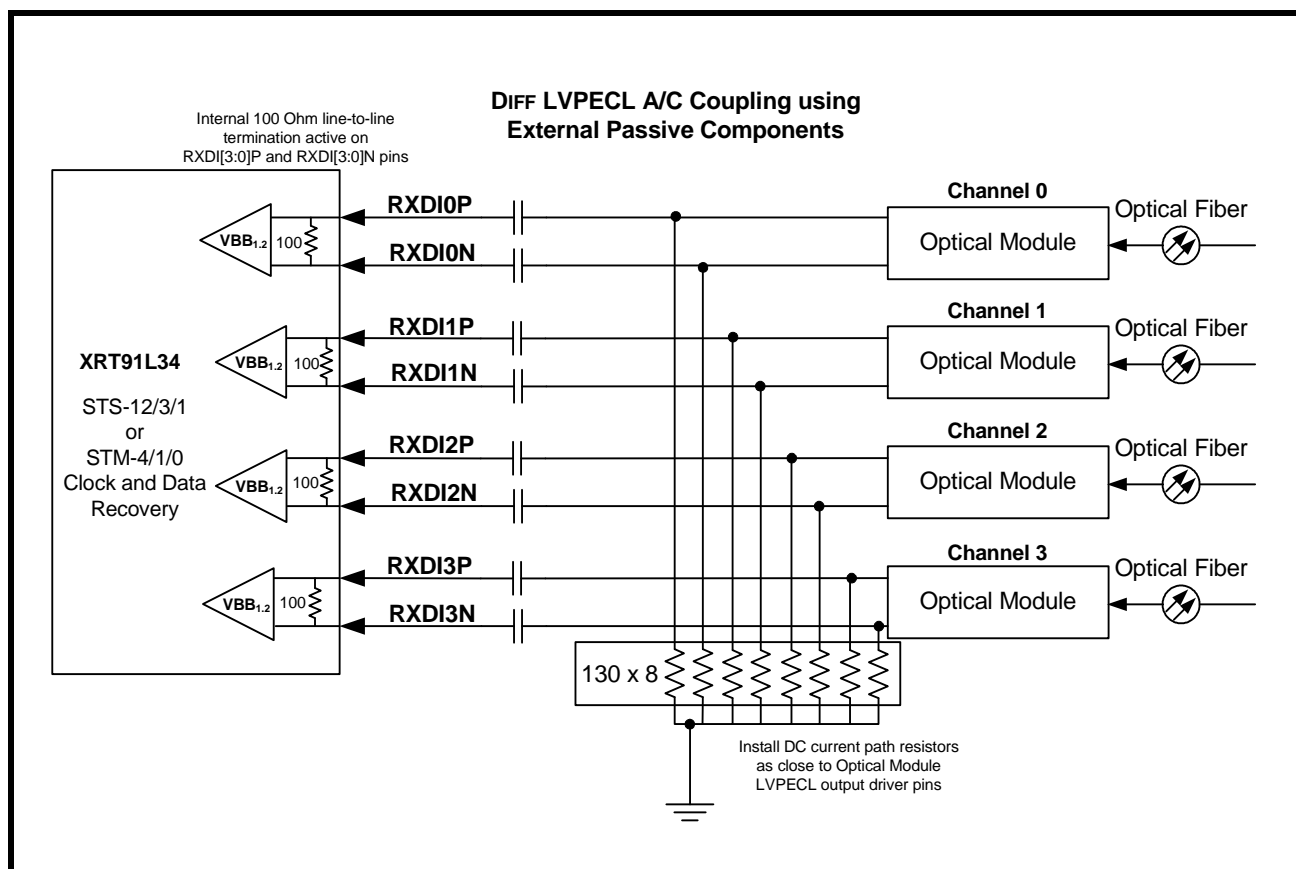 DIFF LVPECL A/C Coupling using
External Passive Components
Internal 100 Ohm line-to-line
termination active on
RXDI[3:0]P and RXDI[3:0]N pins
RXDI0P
Channel 0
Optical Fiber
VBB1.2
100
Optical Module
RXDI0N
RXDI1P
Channel 1
Optical Fiber
VBB1.2
100
Optical Module
RXDI1N
XRT91L34
STS-12/3/1
or
STM-4/1/0
Clock and Data
Recovery
RXDI2P
Channel 2
Optical Fiber
VBB1.2
100
Optical Module
RXDI2N
RXDI3P
Channel 3
Optical Fiber
VBB1.2
100
Optical Module
RXDI3N
130 x 8
Install DC current path resistors
as close to Optical Module
LVPECL output driver pins